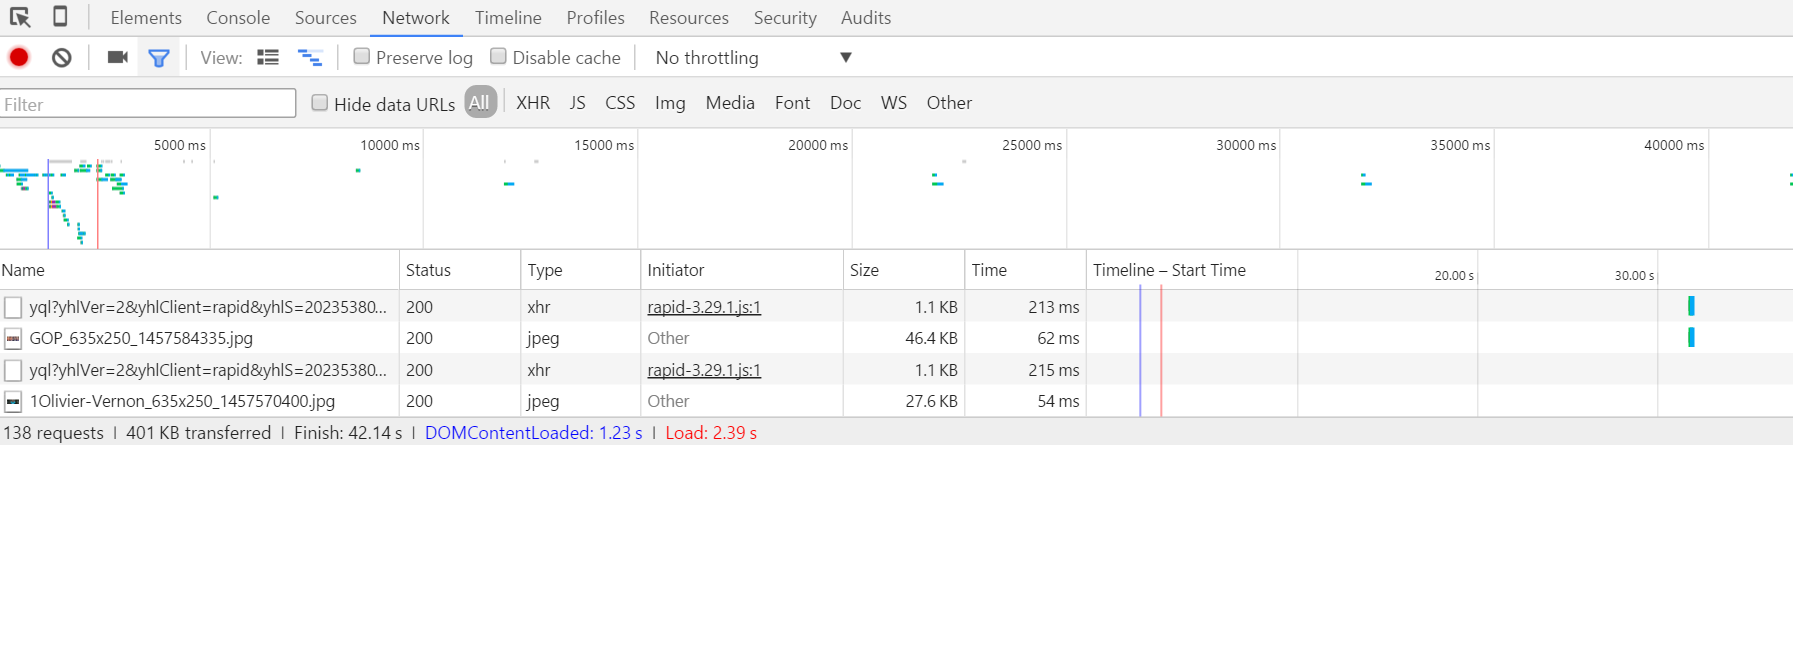 Elements Console Sources Network Timeline Profiles Resources Security Audits
View: Preserve log Disable cache No throttling
Filter Hide data URLs All XHR JS CSS Img Media Font Doc WS Other
5000 ms 10000 ms 15000 ms 20000 ms 25000 ms 30000 ms 35000 ms 40000 ms
Name Status Type Initiator Size Time Timeline – Start Time 20.00 s 30.00 s
yql?yhlVer=2&yhlClient=rapid&yhlS=20235380... 200 xhr rapid-3.29.1.js:1 1.1 KB 213 ms
GOP_635x250_1457584335.jpg 200 jpeg Other 46.4 KB 62 ms
yql?yhlVer=2&yhlClient=rapid&yhlS=20235380... 200 xhr rapid-3.29.1.js:1 1.1 KB 215 ms
1Olivier-Vernon_635x250_1457570400.jpg 200 jpeg Other 27.6 KB 54 ms
138 requests | 401 KB transferred | Finish: 42.14 s | DOMContentLoaded: 1.23 s | Load: 2.39 s